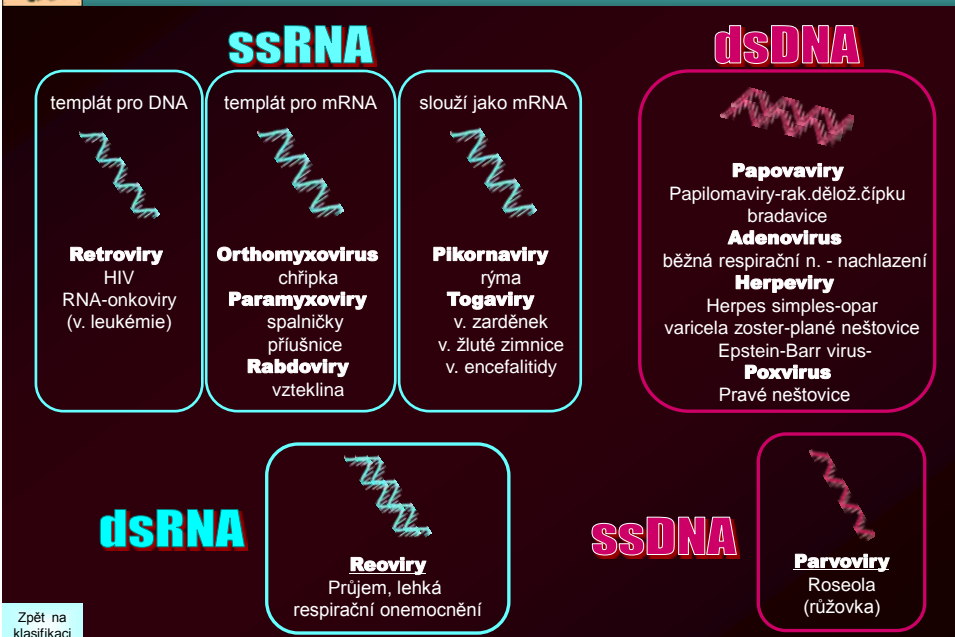 ssRNA
templát pro DNA
Retroviry
HIV
RNA-onkoviry
(v. leukémie)
templát pro mRNA
Orthomyxovirus
chřipka
Paramyxoviry
spalničky
příušnice
Rabdoviry
vzteklina
slouží jako mRNA
Pikornaviry
rýma
Togaviry
v. zarděnek
v. žluté zimnice
v. encefalitidy
dsDNA
Papovaviry
Papilomaviry-rak.dělož.čípku
bradavice
Adenovirus
běžná respirační n. - nachlazení
Herpeviry
Herpes simples-opar
varicela zoster-plané neštovice
Epstein-Barr virus-
Poxvirus
Pravé neštovice
dsRNA
Reoviry
Průjem, lehká
respirační onemocnění
ssDNA
Parvoviry
Roseola
(růžovka)
Zpět na
klasifikaci